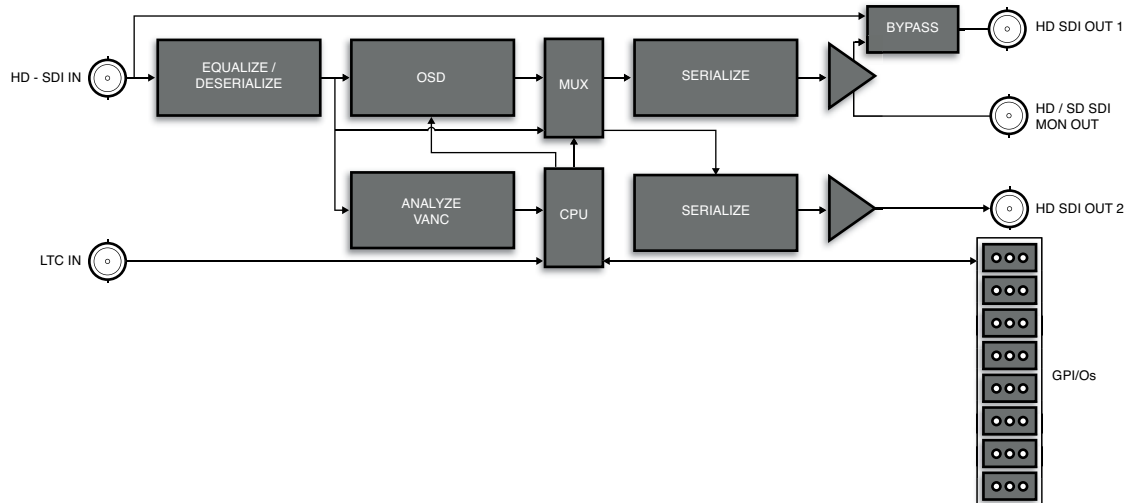 BYPASS
HD SDI OUT 1
HD - SDI IN
EQUALIZE /
DESERIALIZE
OSD
MUX
SERIALIZE
HD / SD SDI
MON OUT
ANALYZE
VANC
CPU
SERIALIZE
HD SDI OUT 2
LTC IN
GPI/Os